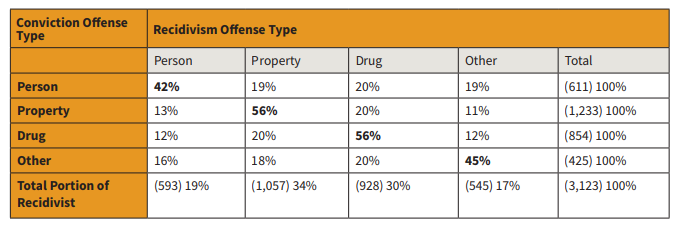 Conviction Offense Type Recidivism Offense Type
Person Property Drug Other Total
Person 42% 19% 20% 19% (611) 100%
Property 13% 56% 20% 11% (1,233) 100%
Drug 12% 20% 56% 12% (854) 100%
Other 16% 18% 20% 45% (425) 100%
Total Portion of Recidivist (593) 19% (1,057) 34% (928) 30% (545) 17% (3,123) 100%